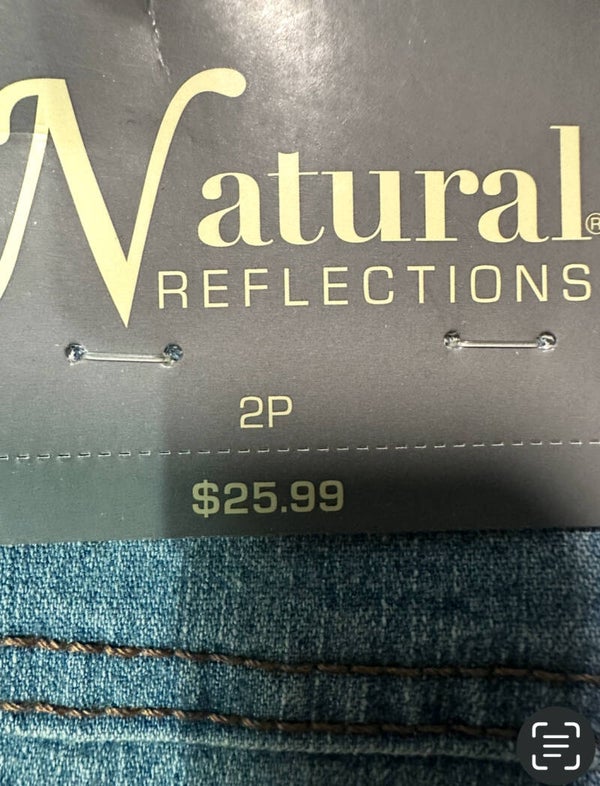 Natural®
REFLECTIONS
2P
$25.99